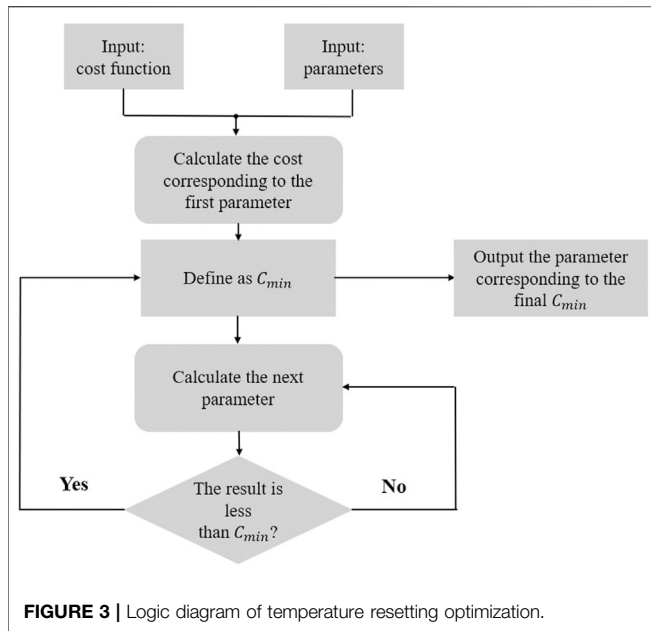 Input:
cost function
Input:
parameters
Calculate the cost
corresponding to the
first parameter
Define as C_min
Output the parameter
corresponding to the
final C_min
Calculate the next
parameter
Yes
The result is
less
than C_min?
No
FIGURE 3 | Logic diagram of temperature resetting optimization.